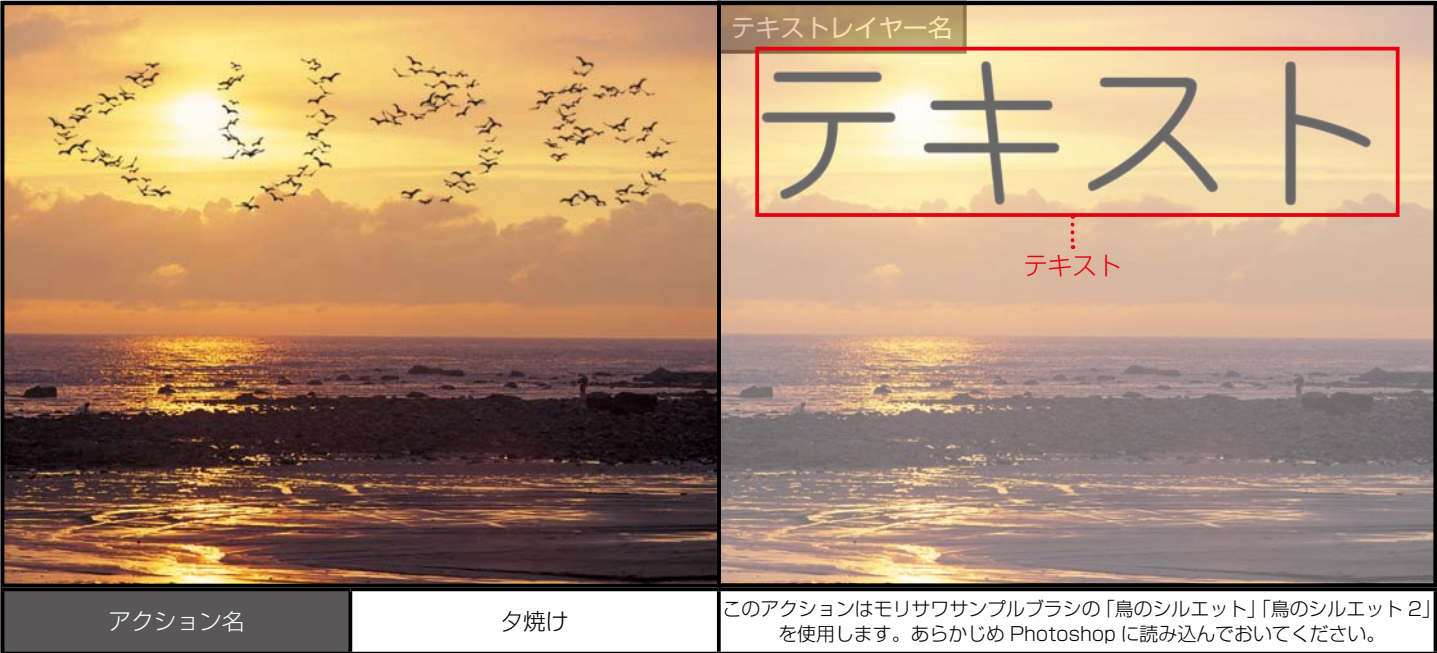 テキストレイヤー名
テキスト
テキスト
アクション名
夕焼け
このアクションはモリサワサンプルブラシの「鳥のシルエット」「鳥のシルエット 2」
を使用します。あらかじめ Photoshop に読み込んでおいてください。